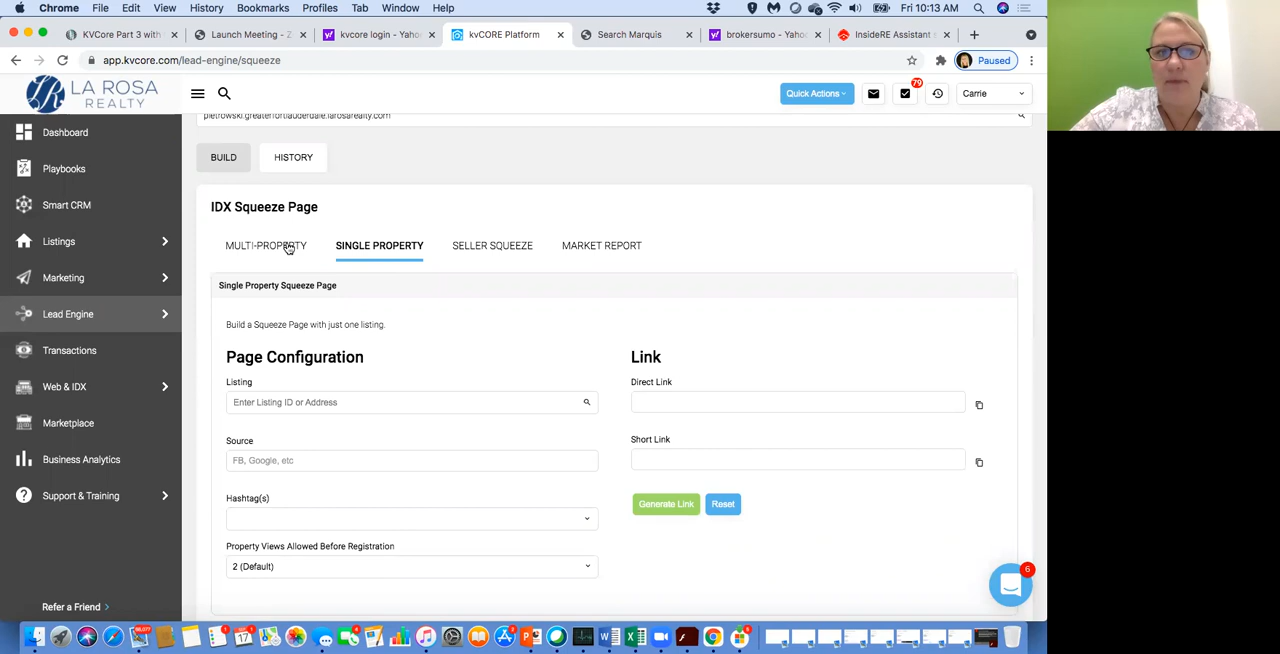 Chrome File Edit View History Bookmarks Profiles Tab Window Help Fri 10:13 AM
KVCore Part 3 with Launch Meeting - Z kvcore login - Yahoo kvCORE Platform Search Marquis brokersumo - Yahoo InsideRE Assistant
app.kvcore.com/lead-engine/squeeze Paused
LA ROSA
REALTY
Quick Actions 79 Carrie
pietrowski.greaterfortlauderdale.larosarealty.com
Dashboard
Playbooks
Smart CRM
Listings
Marketing
Lead Engine
Transactions
Web & IDX
Marketplace
Business Analytics
Support & Training
Refer a Friend
BUILD HISTORY
IDX Squeeze Page
MULTI-PROPERTY SINGLE PROPERTY SELLER SQUEEZE MARKET REPORT
Single Property Squeeze Page
Build a Squeeze Page with just one listing.
Page Configuration
Listing
Enter Listing ID or Address
Source
FB, Google, etc
Hashtag(s)
Property Views Allowed Before Registration
2 (Default)
Link
Direct Link
Short Link
Generate Link Reset
6